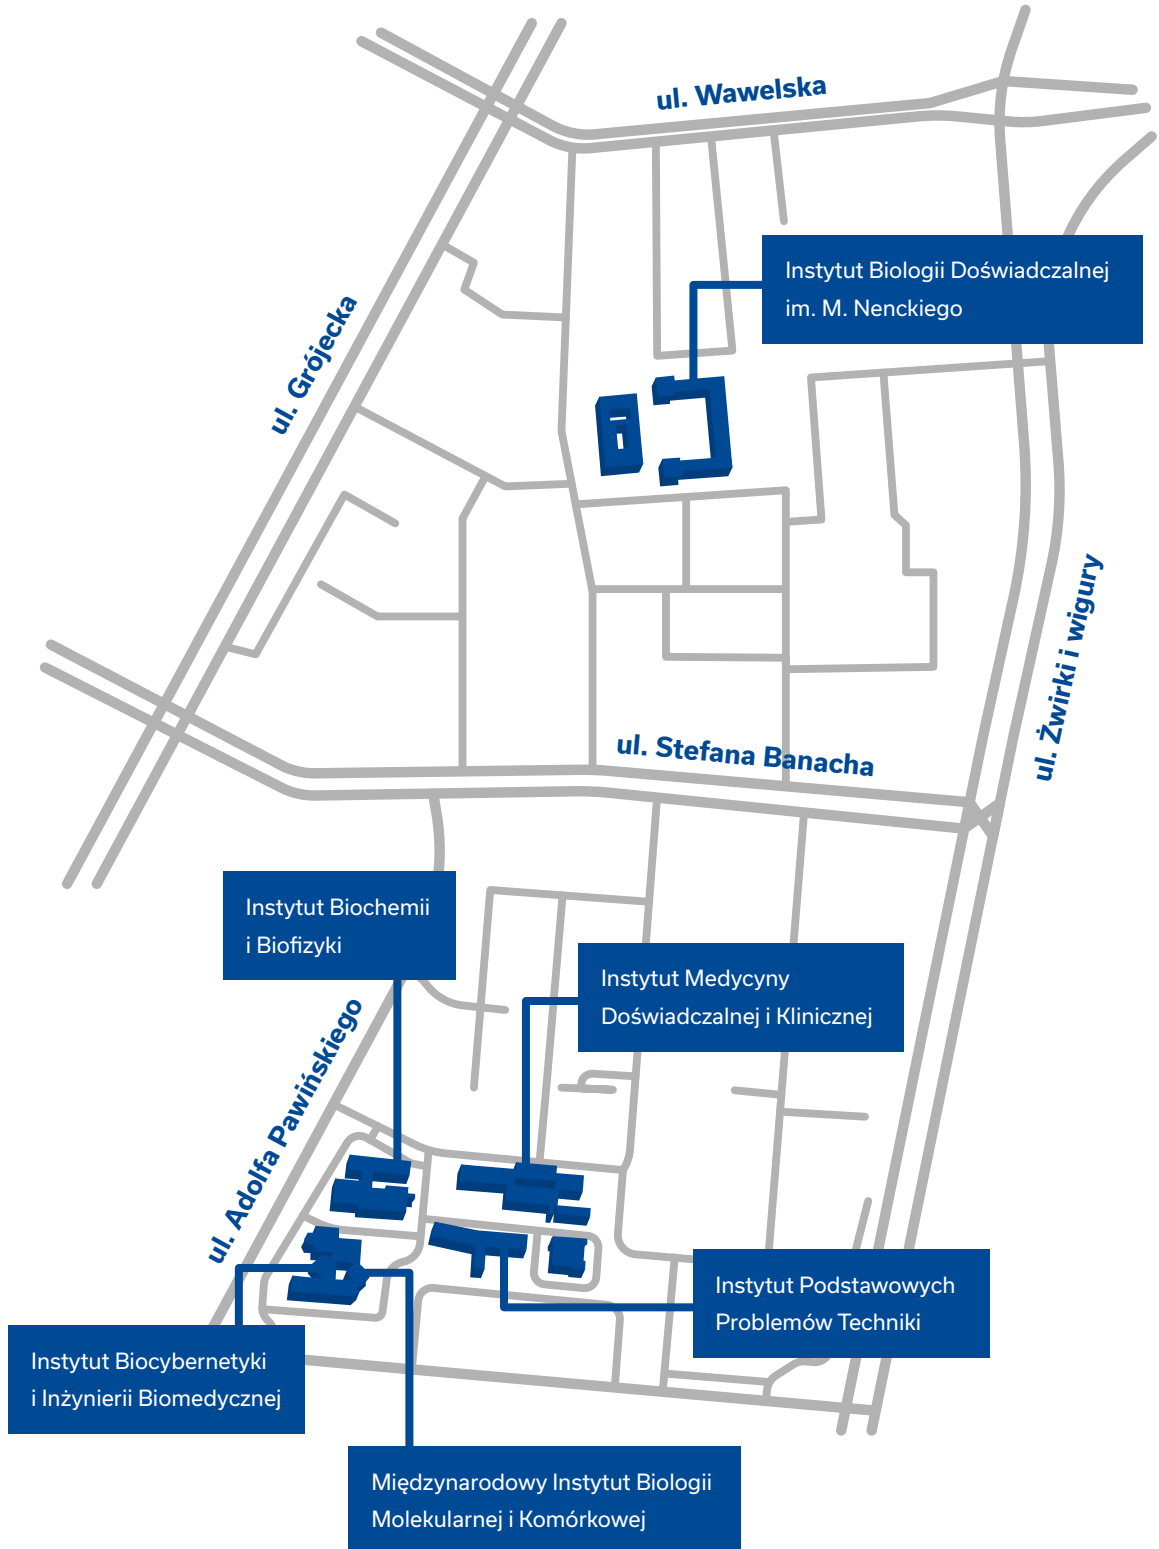 ul. Wawelska
Instytut Biologii Doświadczalnej
im. M. Nenckiego
ul. Grójecka
ul. Żwirki i wigury
ul. Stefana Banacha
Instytut Biochemii
i Biofizyki
Instytut Medycyny
Doświadczalnej i Klinicznej
ul. Adolfa Pawińskiego
Instytut Podstawowych
Problemów Techniki
Instytut Biocybernetyki
i Inżynierii Biomedycznej
Międzynarodowy Instytut Biologii
Molekularnej i Komórkowej